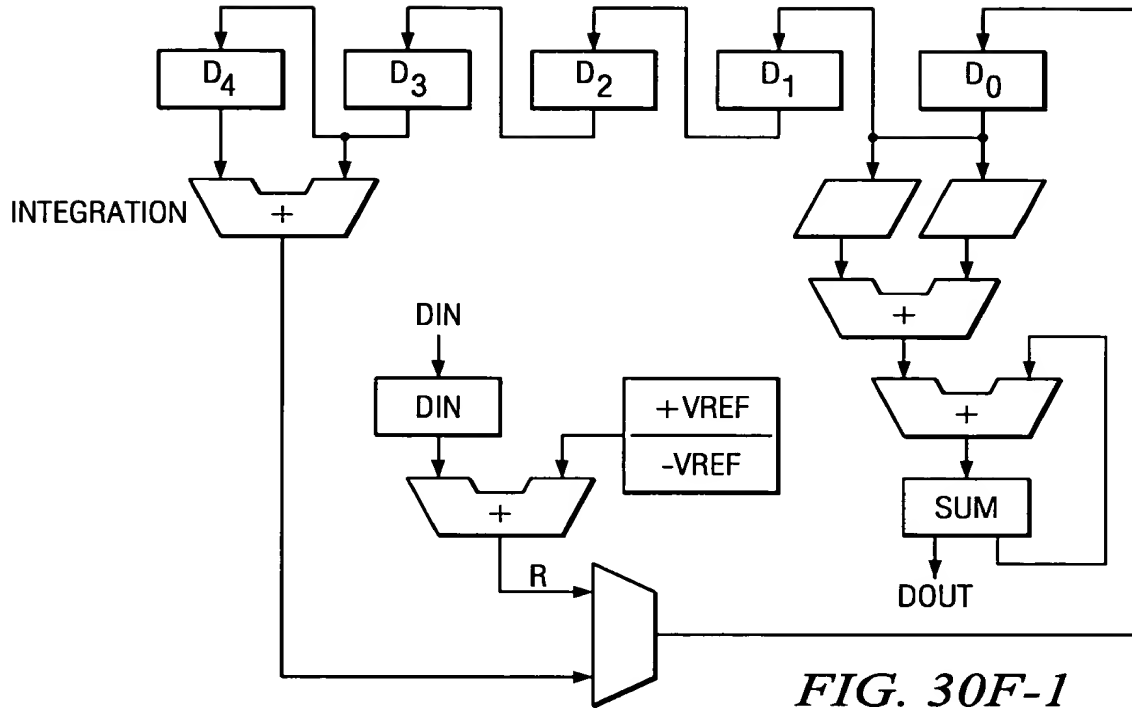 D4 D3 D2 D1 D0
INTEGRATION
+
+
DIN
DIN
+VREF
-VREF
+
+
SUM
R
DOUT
FIG. 30F-1